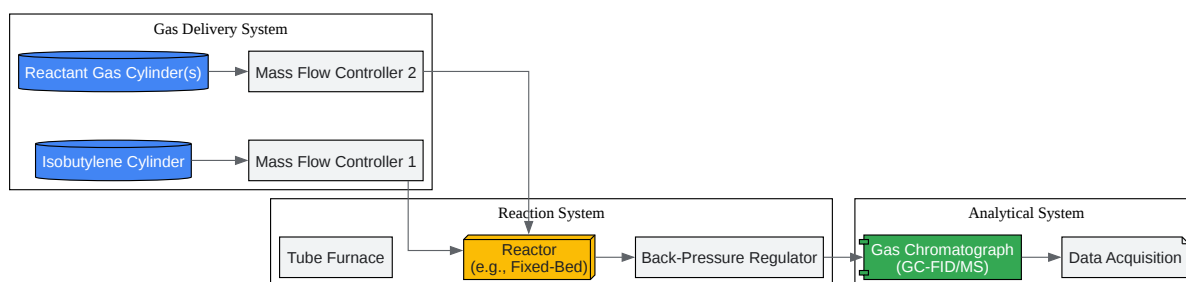 Gas Delivery System
Reactant Gas Cylinder(s)
Mass Flow Controller 2
Isobutylene Cylinder
Mass Flow Controller 1
Reaction System
Tube Furnace
Reactor
(e.g., Fixed-Bed)
Back-Pressure Regulator
Analytical System
Gas Chromatograph
(GC-FID/MS)
Data Acquisition